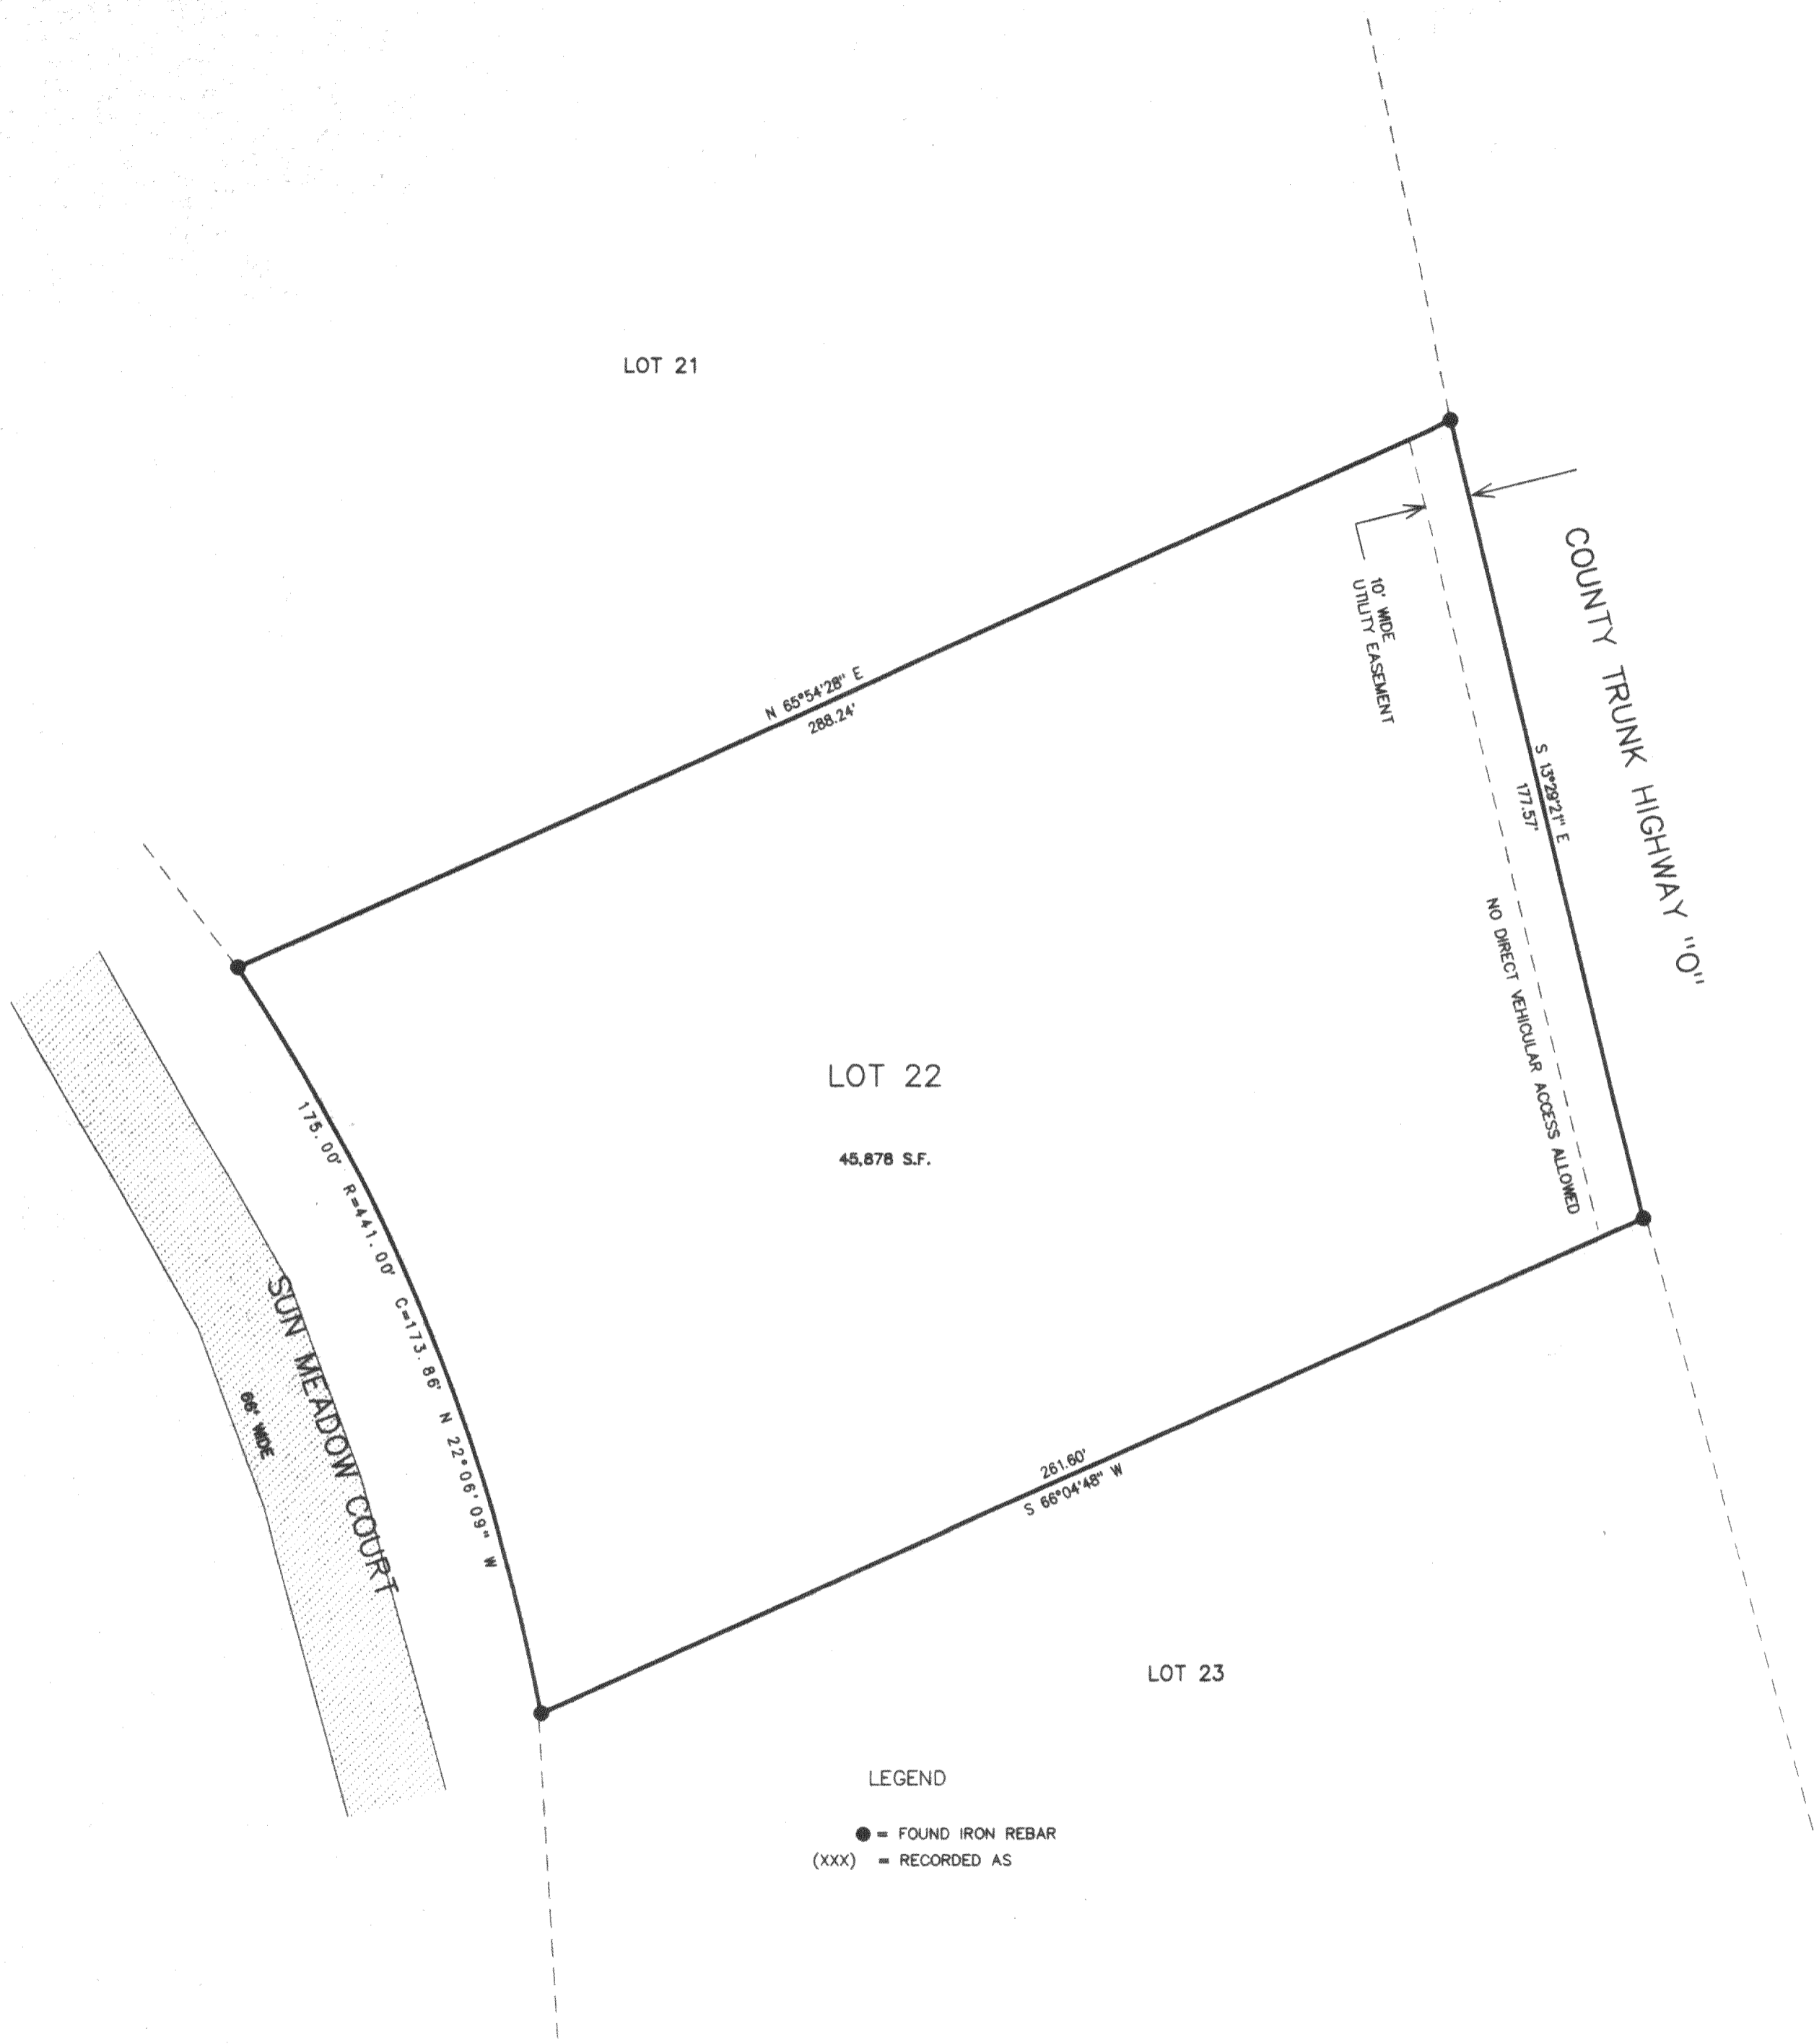 LOT 21
COUNTY TRUNK HIGHWAY "O"
10' WIDE
UTILITY EASEMENT
N 65°54'28" E
288.24'
S 13°29'21" E
177.57'
NO DIRECT VEHICULAR ACCESS ALLOWED
LOT 22
45,878 S.F.
175.00' R=441.00' C=173.86' N 22°06'09" W
SUN MEADOW COURT
66' WIDE
261.60'
S 66°04'48" W
LOT 23
LEGEND
● = FOUND IRON REBAR
(XXX) = RECORDED AS